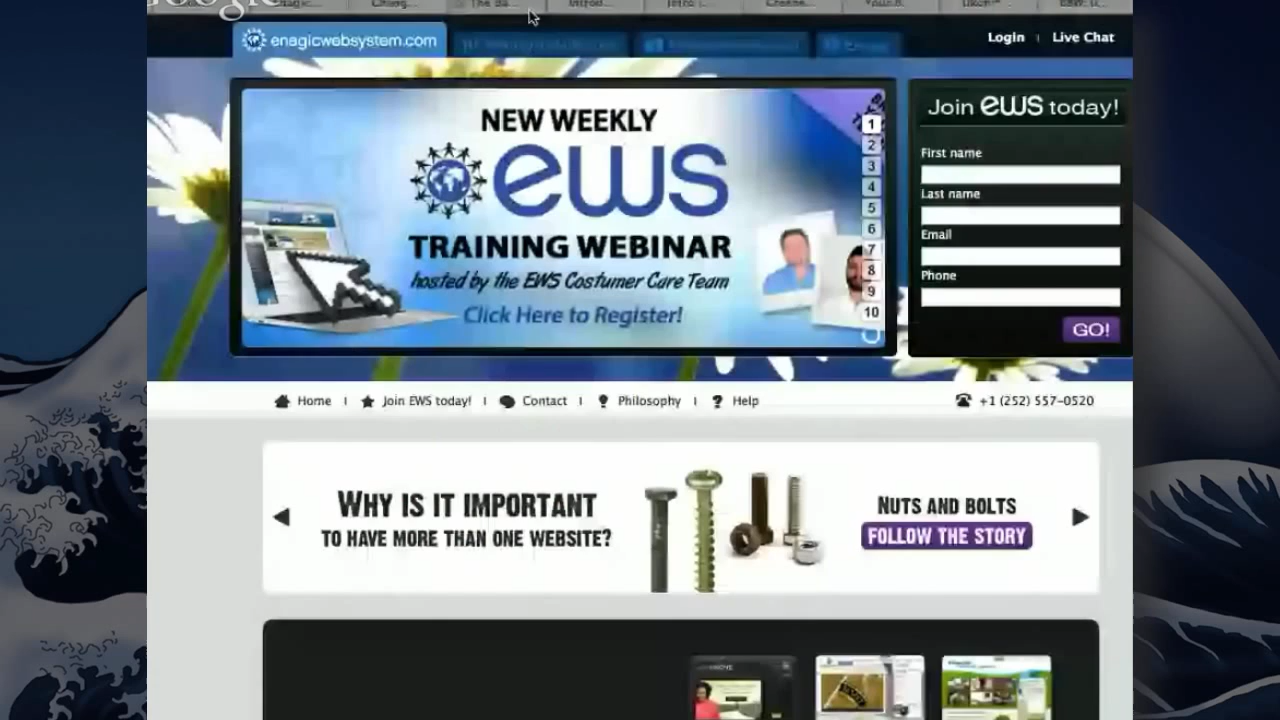 Google
enagicwebsystem.com
Login
Live Chat
NEW WEEKLY
ews
TRAINING WEBINAR
hosted by the EWS Costumer Care Team
Click Here to Register!
1
2
3
4
5
6
7
8
9
10
Join ews today!
First name
Last name
Email
Phone
GO!
Home
Join EWS today!
Contact
Philosophy
Help
+1 (252) 557-0520
WHY IS IT IMPORTANT
TO HAVE MORE THAN ONE WEBSITE?
NUTS AND BOLTS
FOLLOW THE STORY